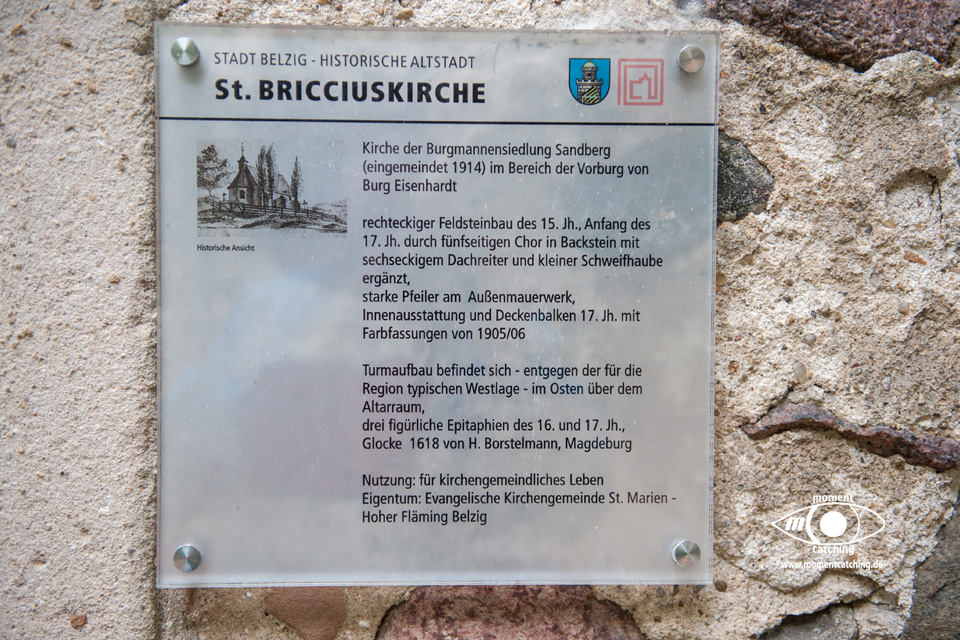 STADT BELZIG - HISTORISCHE ALTSTADT
St. BRICCIUSKIRCHE
Historische Ansicht
Kirche der Burgmannensiedlung Sandberg
(eingemeindet 1914) im Bereich der Vorburg von
Burg Eisenhardt
rechteckiger Feldsteinbau des 15. Jh., Anfang des
17. Jh. durch fünfseitigen Chor in Backstein mit
sechseckigem Dachreiter und kleiner Schweifhaube
ergänzt,
starke Pfeiler am Außenmauerwerk,
Innenausstattung und Deckenbalken 17. Jh. mit
Farbfassungen von 1905/06
Turmaufbau befindet sich - entgegen der für die
Region typischen Westlage - im Osten über dem
Altarraum,
drei figürliche Epitaphien des 16. und 17. Jh.,
Glocke 1618 von H. Borstelmann, Magdeburg
Nutzung: für kirchengemeindliches Leben
Eigentum: Evangelische Kirchengemeinde St. Marien -
Hoher Fläming Belzig
moment
m
catching
www.momentcatching.de